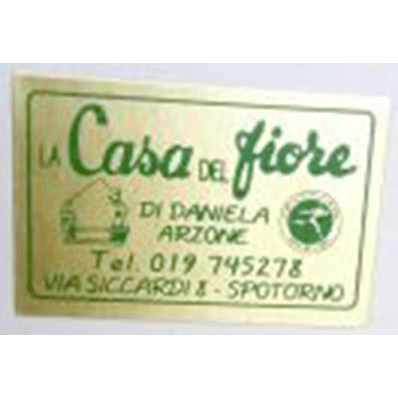 LA Casa DEL fiore
DI DANIELA
ARZONE
Tel. 019 745278
VIA SICCARDI 8 - SPOTORNO